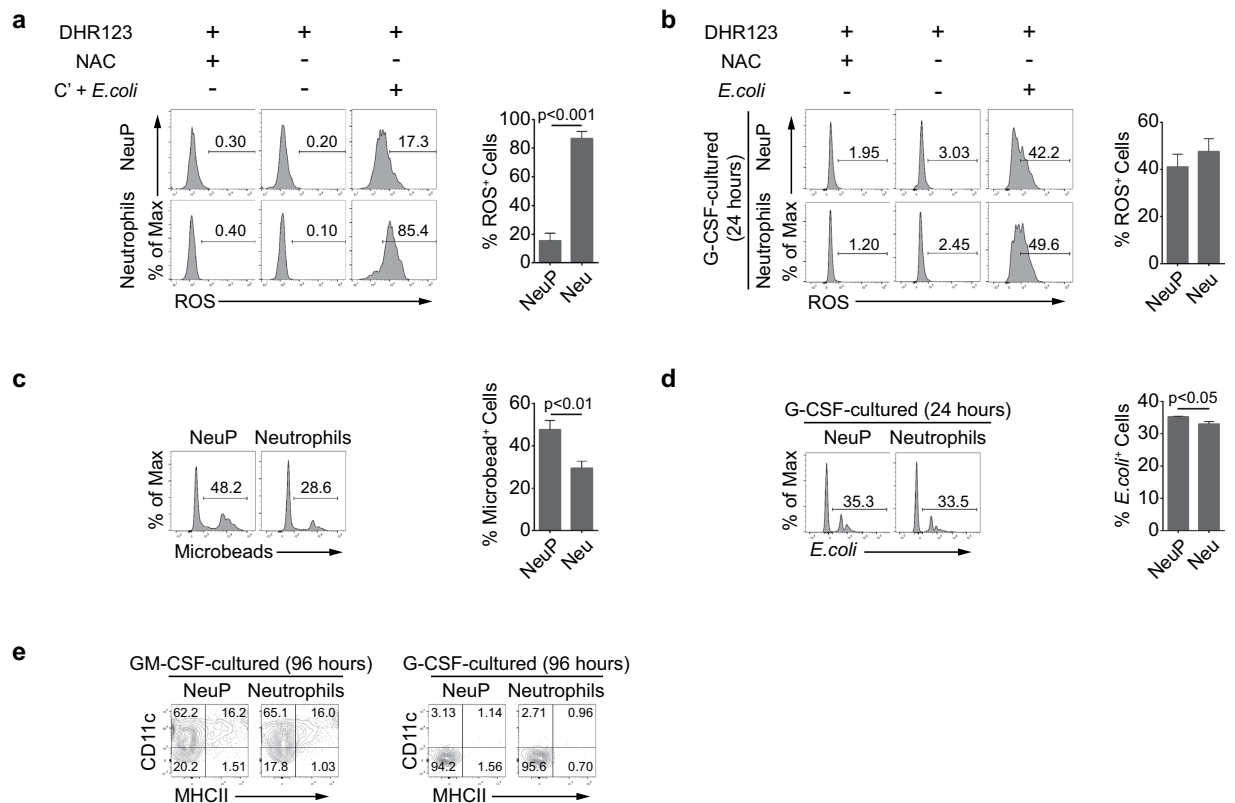 a
DHR123 + + +
NAC + - -
C' + E.coli - - +
NeuP
0.30 0.20 17.3
Neutrophils
% of Max
0.40 0.10 85.4
ROS
% ROS+ Cells
100
80
60
40
20
0
p<0.001
NeuP Neu
b
DHR123 + + +
NAC + - -
E.coli - - +
G-CSF-cultured
(24 hours)
NeuP
1.95 3.03 42.2
Neutrophils
% of Max
1.20 2.45 49.6
ROS
% ROS+ Cells
60
40
20
0
NeuP Neu
c
NeuP Neutrophils
% of Max
48.2 28.6
Microbeads
% Microbead+ Cells
60
40
20
0
p<0.01
NeuP Neu
d
G-CSF-cultured (24 hours)
NeuP Neutrophils
% of Max
35.3 33.5
E.coli
% E.coli+ Cells
40
30
20
10
0
p<0.05
NeuP Neu
e
GM-CSF-cultured (96 hours)
NeuP Neutrophils
CD11c
62.2 16.2 65.1 16.0
20.2 1.51 17.8 1.03
MHCII
G-CSF-cultured (96 hours)
NeuP Neutrophils
CD11c
3.13 1.14 2.71 0.96
94.2 1.56 95.6 0.70
MHCII